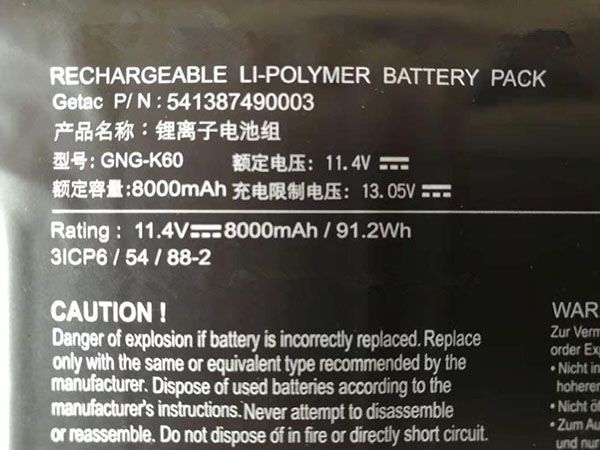 RECHARGEABLE LI-POLYMER BATTERY PACK
Getac P/N : 541387490003
产品名称：锂离子电池组
型号: GNG-K60 额定电压: 11.4V ⎓
额定容量:8000mAh 充电限制电压: 13.05V ⎓
Rating : 11.4V⎓8000mAh / 91.2Wh
3ICP6 / 54 / 88-2
CAUTION !
Danger of explosion if battery is incorrectly replaced. Replace
only with the same or equivalent type recommended by the
manufacturer. Dispose of used batteries according to the
manufacturer's instructions. Never attempt to disassemble
or reassemble. Do not dispose of in fire or directly short circuit.
WAR
Zur Verm
order Exp
• Nicht in
hoheren
• Nicht öf
• Zum Au
und nur